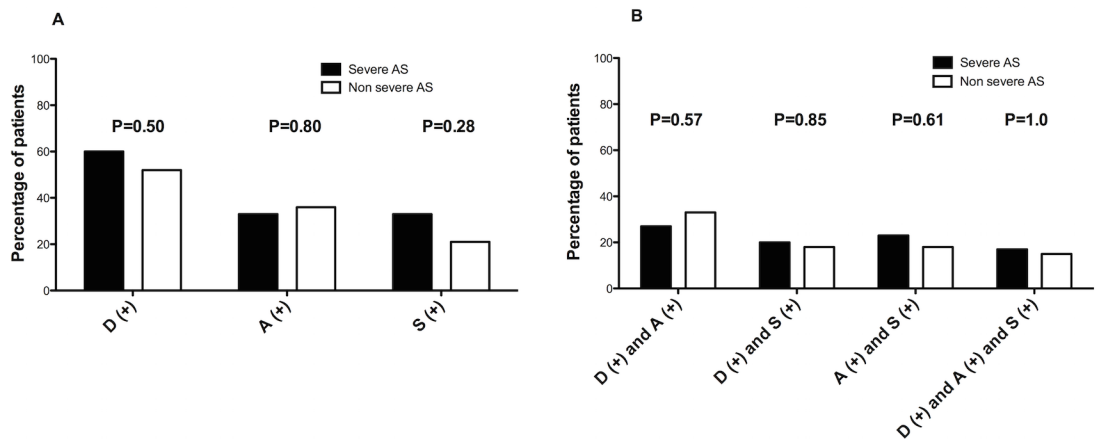 A
Severe AS
Non severe AS
Percentage of patients
100
80
60
40
20
0
P=0.50
P=0.80
P=0.28
D (+)
A (+)
S (+)
B
Severe AS
Non severe AS
Percentage of patients
100
80
60
40
20
0
P=0.57
P=0.85
P=0.61
P=1.0
D (+) and A (+)
D (+) and S (+)
A (+) and S (+)
D (+) and A (+) and S (+)